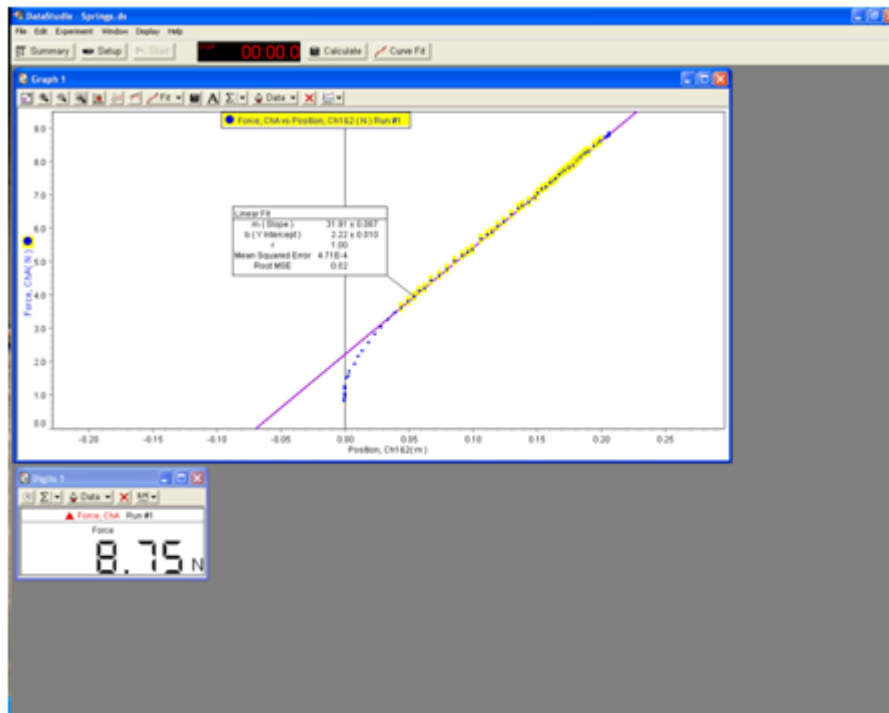 DataStudio - Springs.ds
File Edit Experiment Window Display Help
Summary Setup Start 00:00.0 Calculate Curve Fit
Graph 1
Fit Data
Force, ChA vs Position, Ch1&2 ( N ) Run #1
9.0
8.0
7.0
6.0
5.0
4.0
3.0
2.0
1.0
0.0
Force, ChA( N )
Linear Fit
m ( Slope ) 31.91 ± 0.067
b ( Y Intercept ) 2.22 ± 0.010
r 1.00
Mean Squared Error 4.71E-4
Root MSE 0.02
-0.20 -0.15 -0.10 -0.05 0.00 0.05 0.10 0.15 0.20 0.25
Position, Ch1&2( m )
Digits 1
Data
Force, ChA Run #1
Force
8.75 N